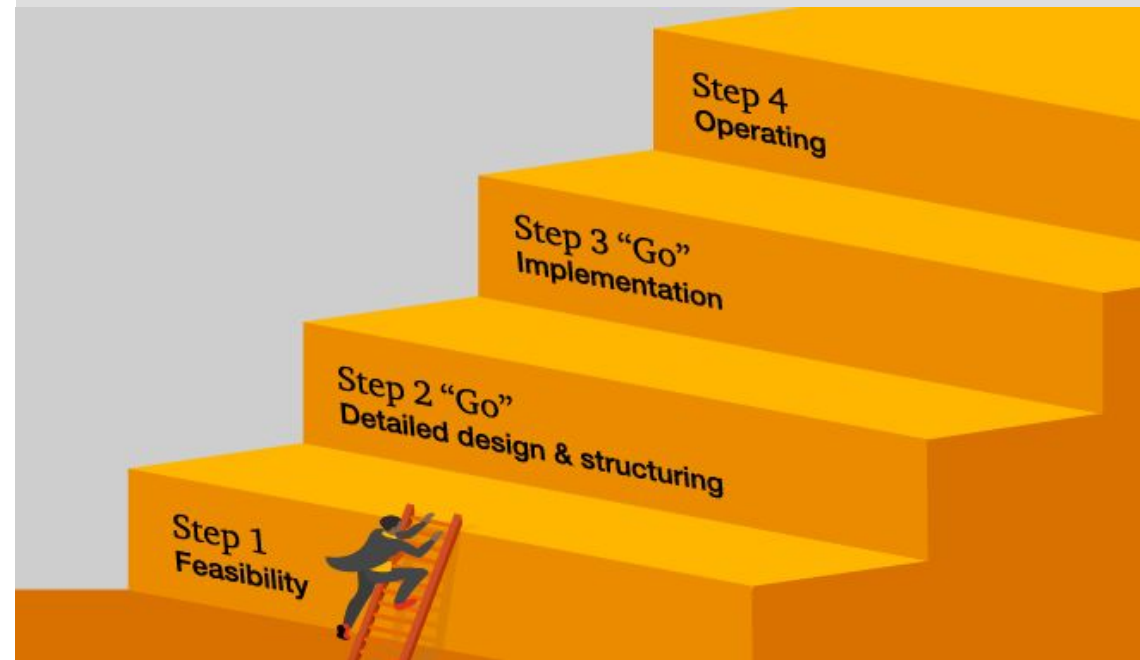 Step 4
Operating
Step 3 “Go”
Implementation
Step 2 “Go”
Detailed design & structuring
Step 1
Feasibility